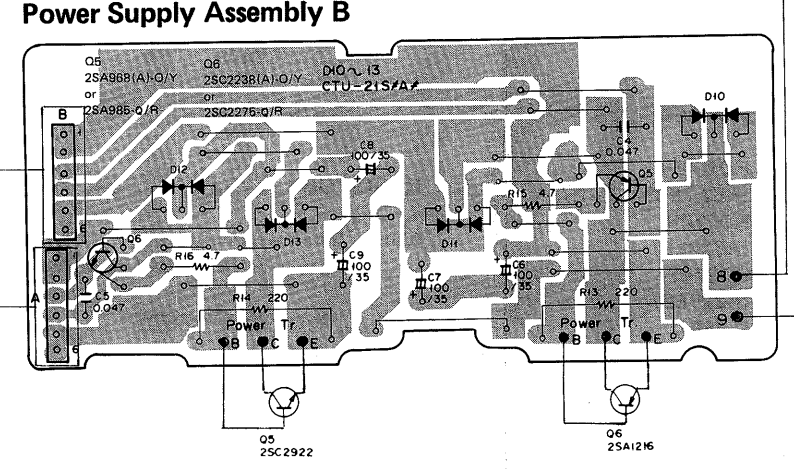 Power Supply Assembly B
Q5
2SA968(A)-O/Y
or
2SA985-Q/R
Q6
2SC2238(A)-O/Y
or
2SC2275-Q/R
D10~13
CTU-21S/A/
D10
B
1
6
D12
C8
100/35
+
C4
0.047
Q5
R15 4.7
D13
D11
Q6
R16 4.7
+
C9
100
/35
+
C7
100
/35
+
C6
100
/35
8
9
A
1
6
C5
0.047
R14 220
Power Tr.
B C E
R13 220
Power Tr.
B C E
Q5
2SC2922
Q6
2SA1216